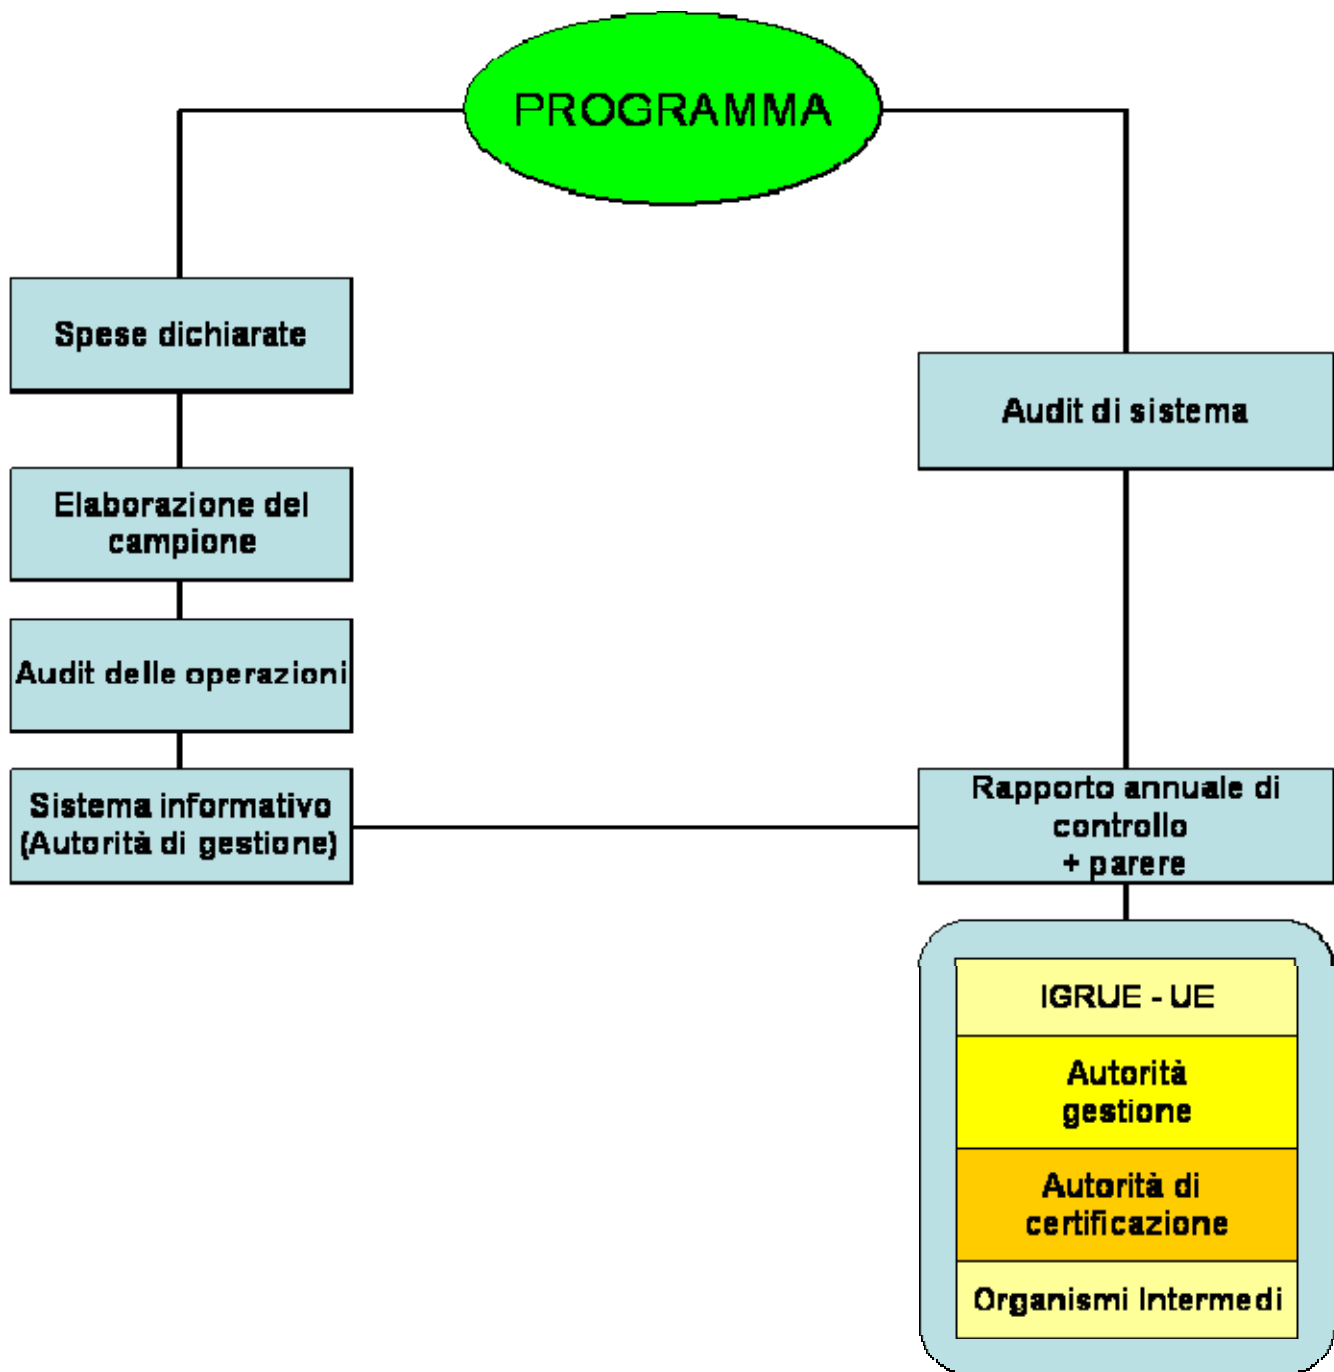 PROGRAMMA
Spese dichiarate
Elaborazione del
campione
Audit delle operazioni
Sistema informativo
(Autorità di gestione)
Audit di sistema
Rapporto annuale di
controllo
+ parere
IGRUE - UE
Autorità
gestione
Autorità di
certificazione
Organismi Intermedi